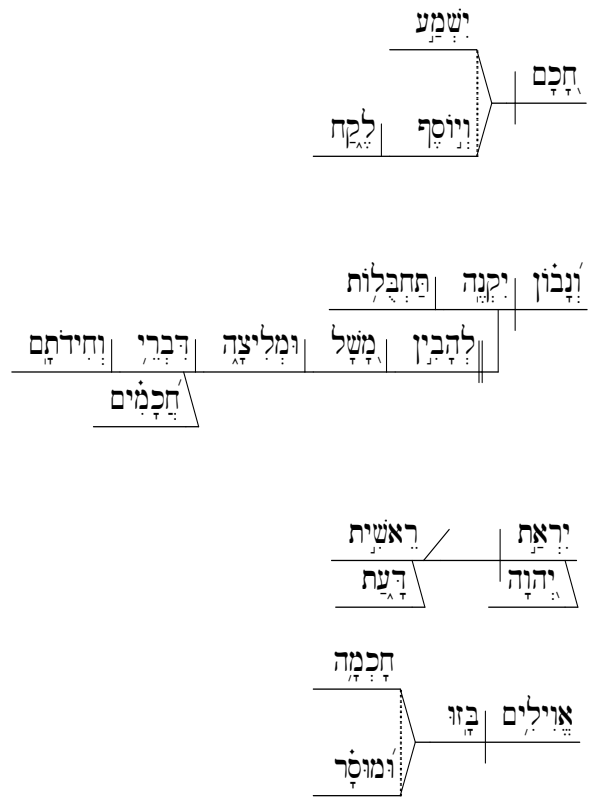 יִשְׁמַ֣ע
חָ֭כָם
וְי֣וֹסֶף לֶ֑קַח
וְ֝נָב֗וֹן יִקְנֶֽה תַּחְבֻּל֥וֹת
לְהָבִ֣ין מָ֭שָׁל וּמְלִיצָ֑ה דִּבְרֵ֥י וְחִידֹתָֽם
חֲ֝כָמִ֗ים
יִרְאַ֣ת רֵאשִׁ֣ית
יְ֭הוָה דָּ֑עַת
חָכְמָ֥ה
אֱוִילִ֥ים בָּֽזוּ
וּ֝מוּסָ֗ר